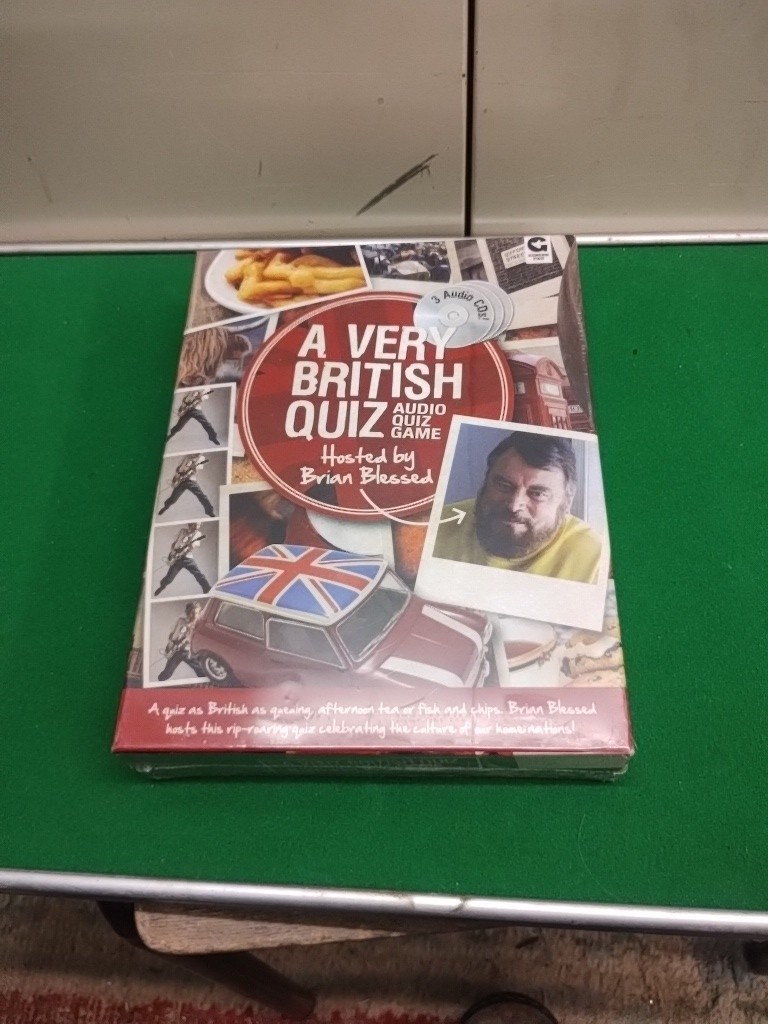 3 Audio CDs!
A VERY
BRITISH
QUIZ
AUDIO
QUIZ
GAME
Hosted by
Brian Blessed
A quiz as British as queuing, afternoon tea or fish and chips. Brian Blessed
hosts this rip-roaring quiz celebrating the culture of our home nations!